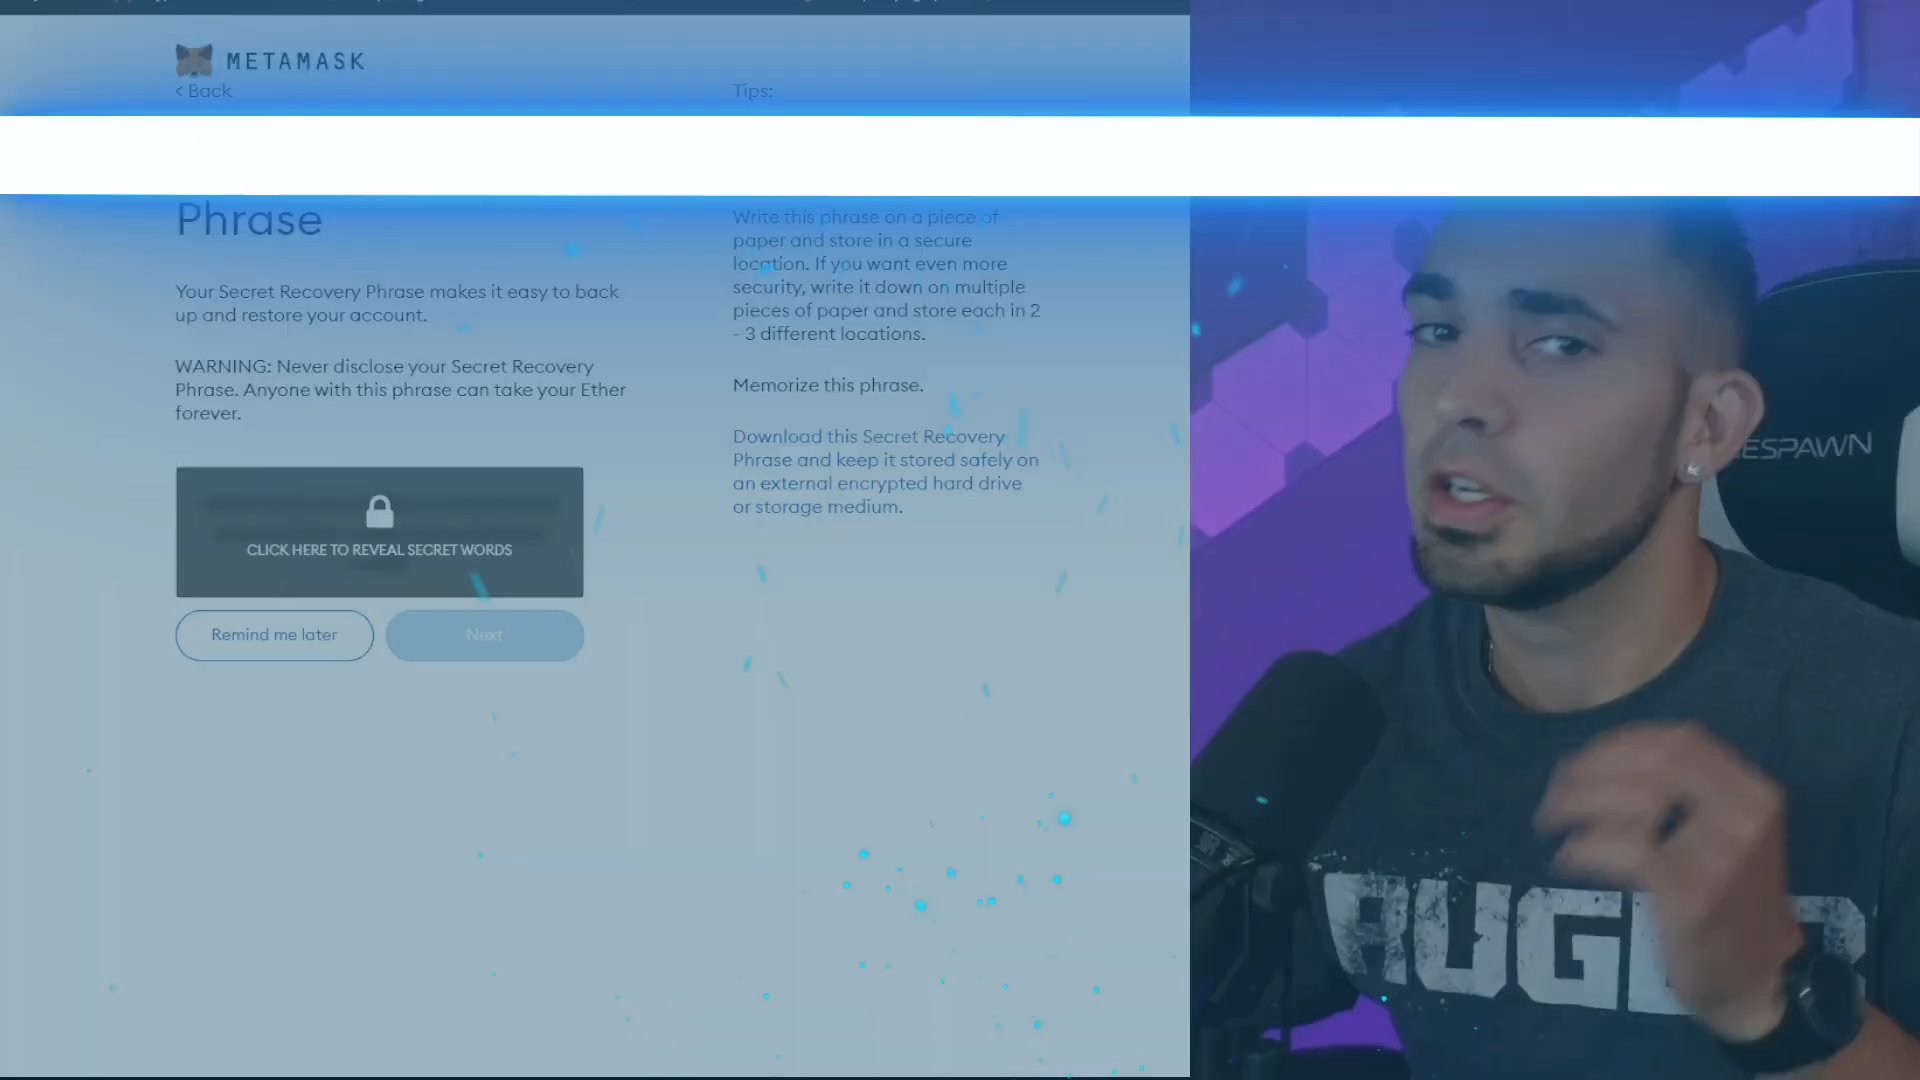 METAMASK
< Back
Phrase
Your Secret Recovery Phrase makes it easy to back
up and restore your account.
WARNING: Never disclose your Secret Recovery
Phrase. Anyone with this phrase can take your Ether
forever.
CLICK HERE TO REVEAL SECRET WORDS
Remind me later
Next
Tips:
Write this phrase on a piece of
paper and store in a secure
location. If you want even more
security, write it down on multiple
pieces of paper and store each in 2
- 3 different locations.
Memorize this phrase.
Download this Secret Recovery
Phrase and keep it stored safely on
an external encrypted hard drive
or storage medium.
ESPAWN